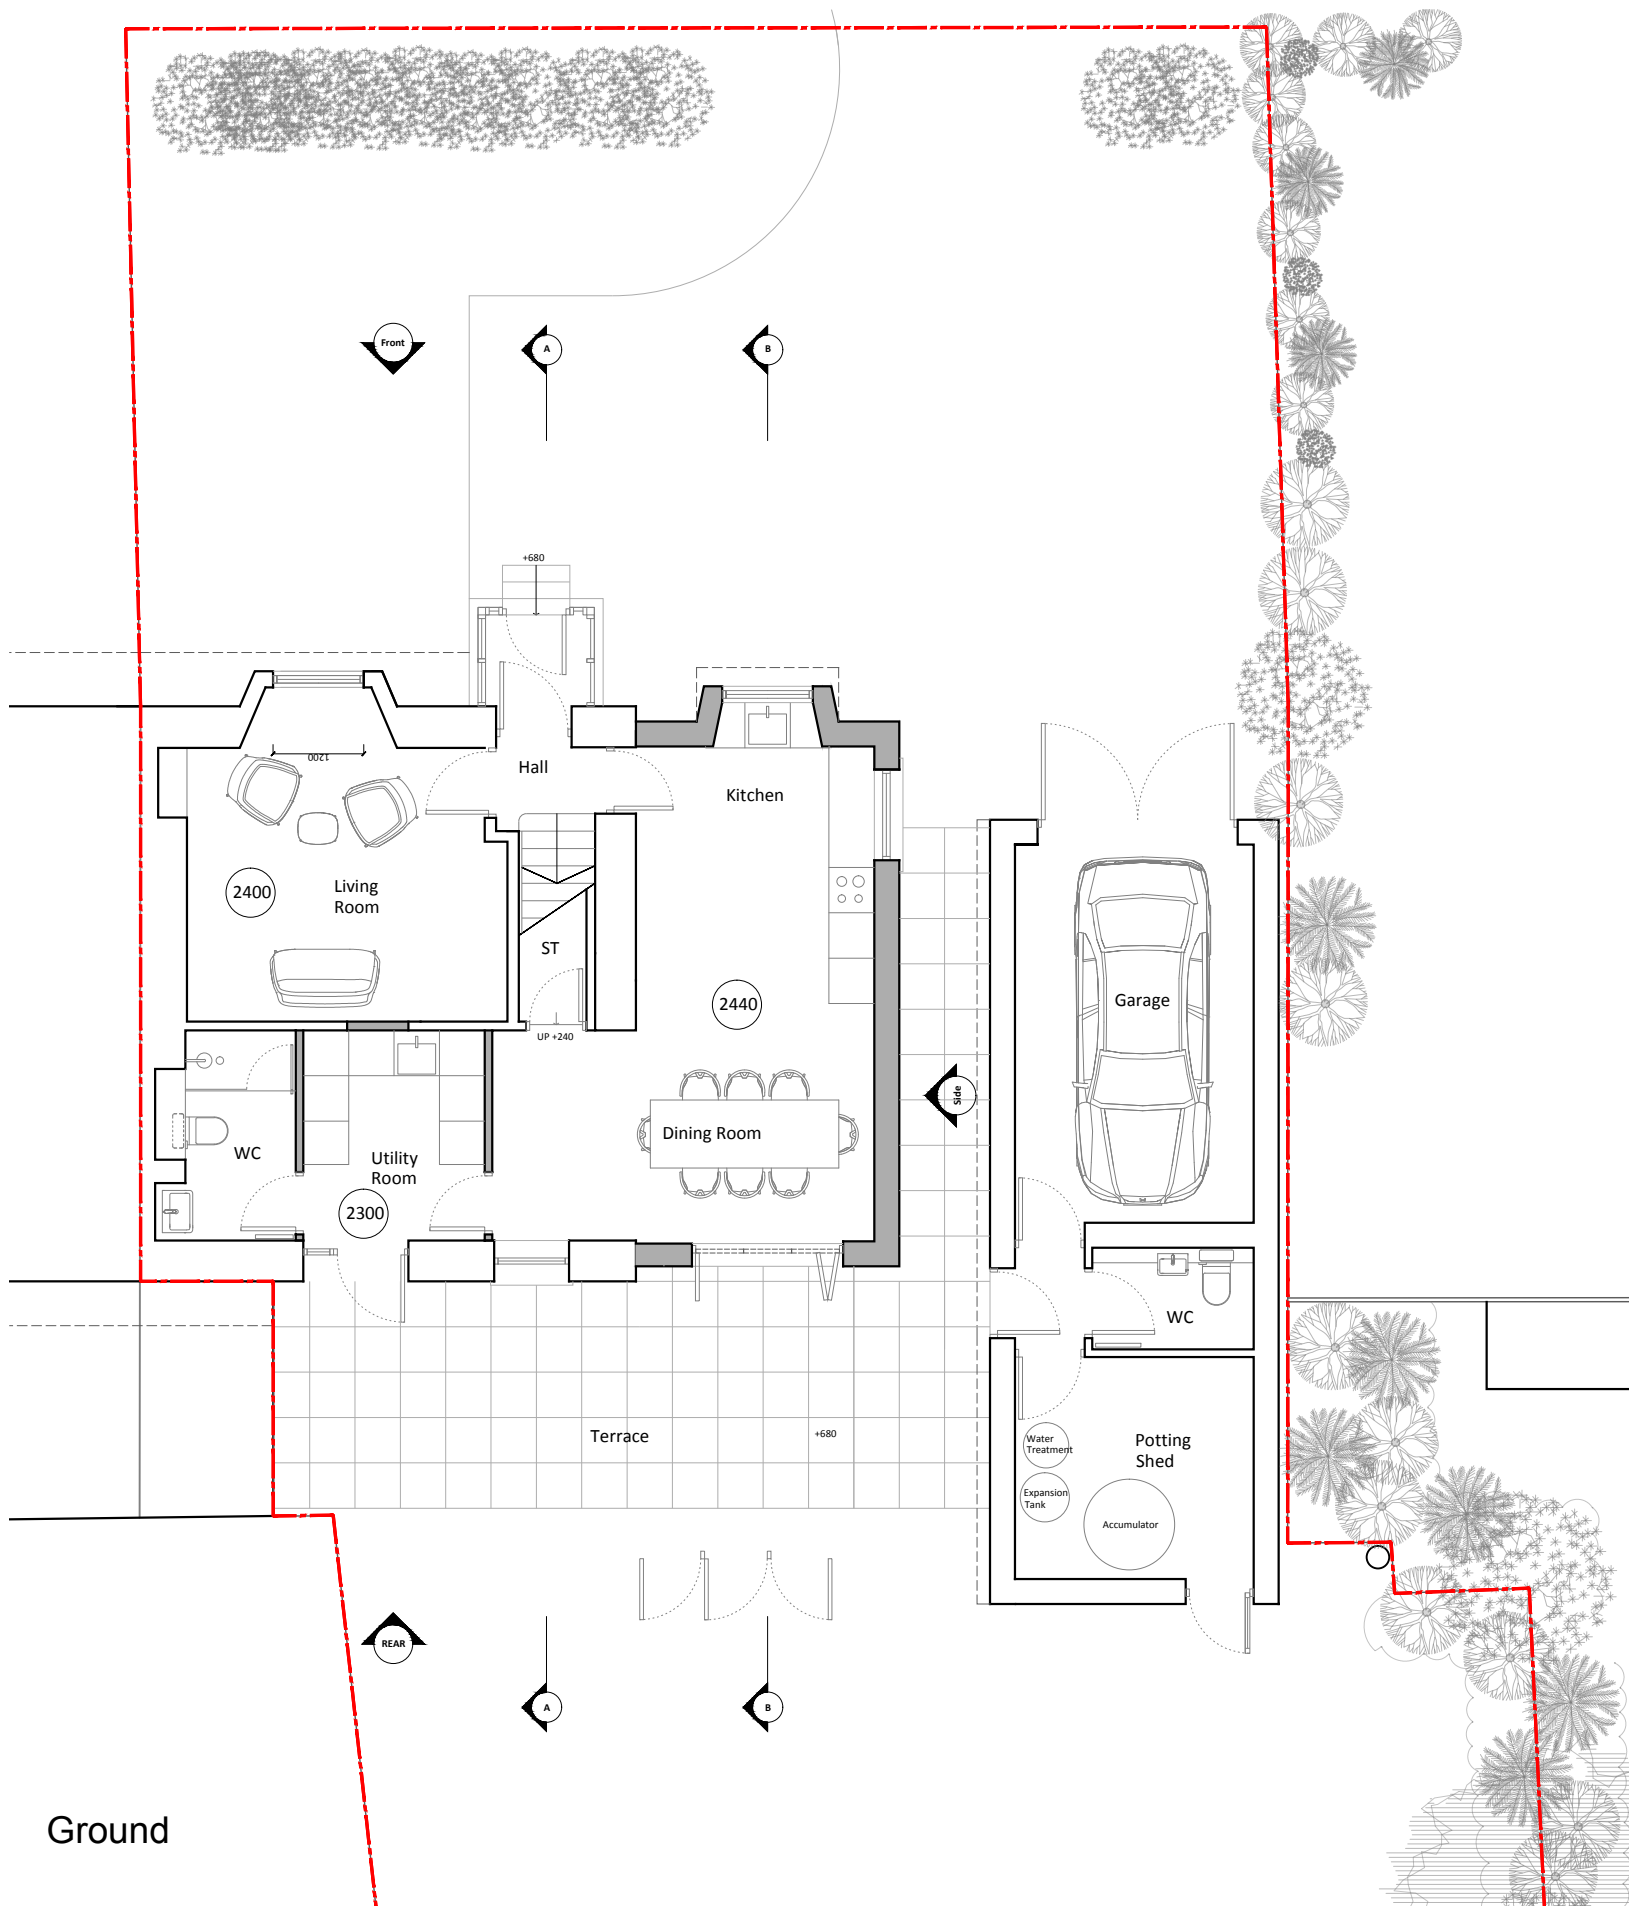 Front
A
B
+680
1200
Hall
Kitchen
2400
Living
Room
ST
2440
Garage
UP +240
Side
Dining Room
WC
Utility
Room
2300
WC
Terrace
+680
Water
Treatment
Potting
Shed
Expansion
Tank
Accumulator
REAR
A
B
Ground